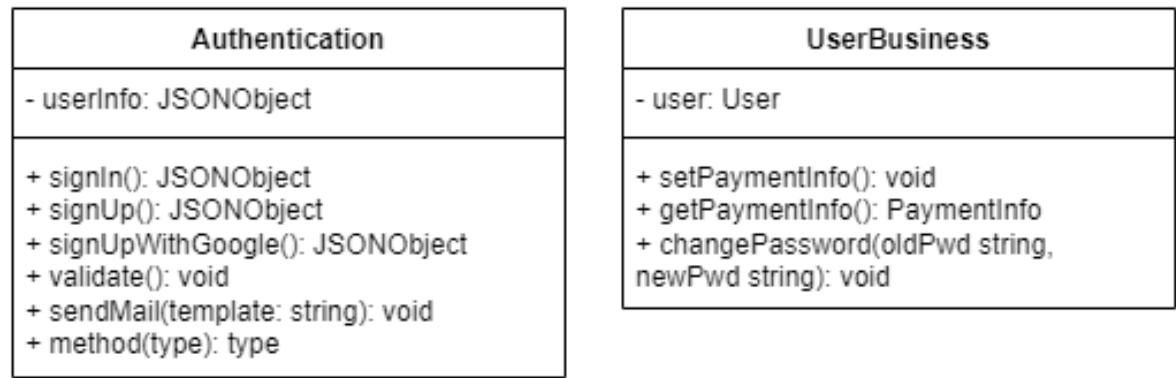 Authentication
- userInfo: JSONObject
+ signIn(): JSONObject
+ signUp(): JSONObject
+ signUpWithGoogle(): JSONObject
+ validate(): void
+ sendMail(template: string): void
+ method(type): type
UserBusiness
- user: User
+ setPaymentInfo(): void
+ getPaymentInfo(): PaymentInfo
+ changePassword(oldPwd string,
newPwd string): void